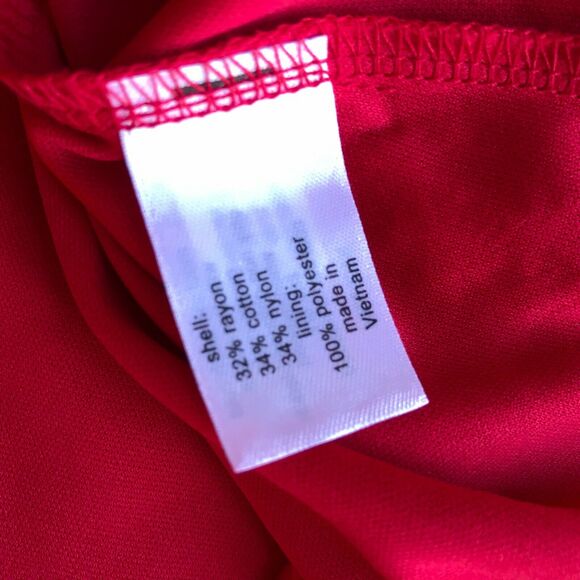 shell:
32% rayon
34% cotton
34% nylon
lining:
100% polyester
made in
Vietnam